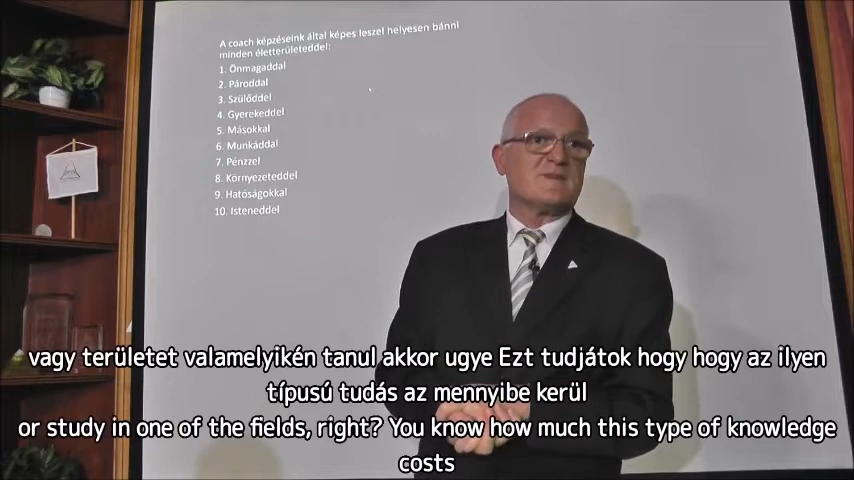 A coach képzéseink által képes leszel helyesen bánni
minden életterületeddel:
1. Önmagaddal
2. Pároddal
3. Szülőddel
4. Gyerekeddel
5. Másokkal
6. Munkáddal
7. Pénzzel
8. Környezeteddel
9. Hatóságokkal
10. Isteneddel
vagy területet valamelyikén tanul akkor ugye Ezt tudjátok hogy hogy az ilyen
típusú tudás az mennyibe kerül
or study in one of the fields, right? You know how much this type of knowledge
costs